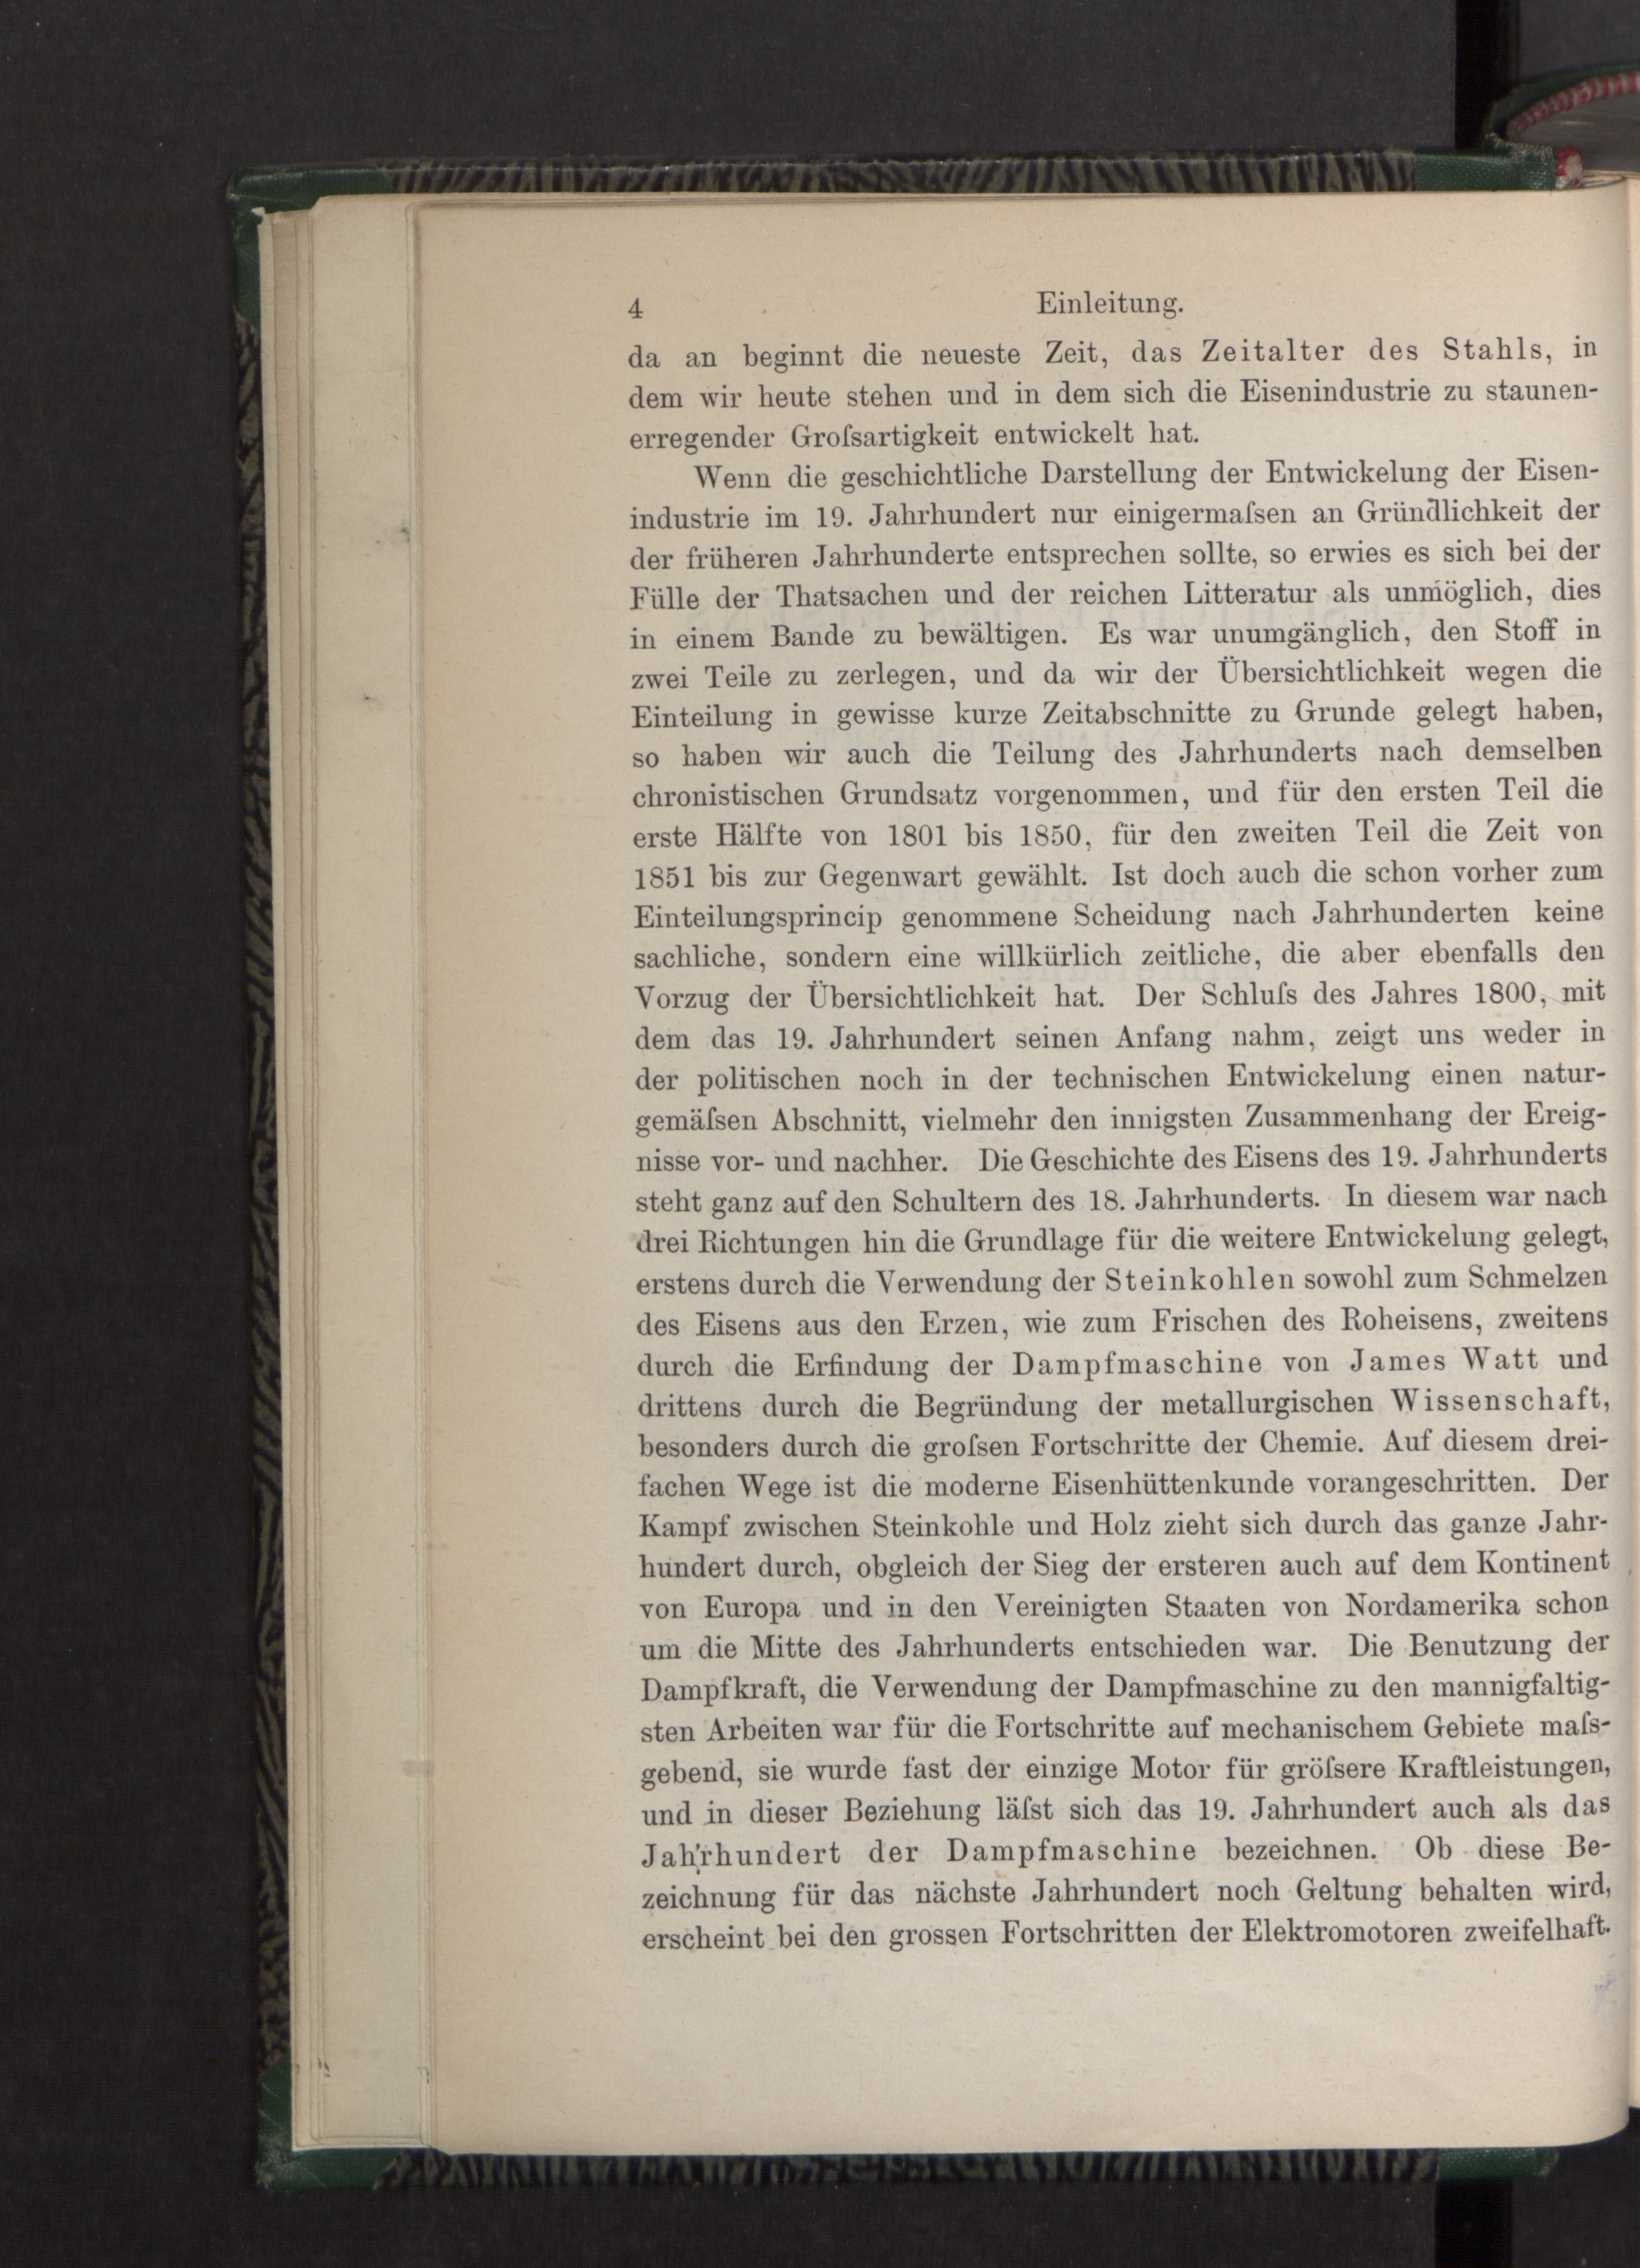 4 Einleitung.
da an beginnt die neueste Zeit, das Zeitalter des Stahls, in
dem wir heute stehen und in dem sich die Eisenindustrie zu staunen-
erregender Groſsartigkeit entwickelt hat.
Wenn die geschichtliche Darstellung der Entwickelung der Eisen-
industrie im 19. Jahrhundert nur einigermaſsen an Gründlichkeit der
der früheren Jahrhunderte entsprechen sollte, so erwies es sich bei der
Fülle der Thatsachen und der reichen Litteratur als unmöglich, dies
in einem Bande zu bewältigen. Es war unumgänglich, den Stoff in
zwei Teile zu zerlegen, und da wir der Übersichtlichkeit wegen die
Einteilung in gewisse kurze Zeitabschnitte zu Grunde gelegt haben,
so haben wir auch die Teilung des Jahrhunderts nach demselben
chronistischen Grundsatz vorgenommen, und für den ersten Teil die
erste Hälfte von 1801 bis 1850, für den zweiten Teil die Zeit von
1851 bis zur Gegenwart gewählt. Ist doch auch die schon vorher zum
Einteilungsprincip genommene Scheidung nach Jahrhunderten keine
sachliche, sondern eine willkürlich zeitliche, die aber ebenfalls den
Vorzug der Übersichtlichkeit hat. Der Schluſs des Jahres 1800, mit
dem das 19. Jahrhundert seinen Anfang nahm, zeigt uns weder in
der politischen noch in der technischen Entwickelung einen natur-
gemäſsen Abschnitt, vielmehr den innigsten Zusammenhang der Ereig-
nisse vor- und nachher. Die Geschichte des Eisens des 19. Jahrhunderts
steht ganz auf den Schultern des 18. Jahrhunderts. In diesem war nach
drei Richtungen hin die Grundlage für die weitere Entwickelung gelegt,
erstens durch die Verwendung der Steinkohlen sowohl zum Schmelzen
des Eisens aus den Erzen, wie zum Frischen des Roheisens, zweitens
durch die Erfindung der Dampfmaschine von James Watt und
drittens durch die Begründung der metallurgischen Wissenschaft,
besonders durch die groſsen Fortschritte der Chemie. Auf diesem drei-
fachen Wege ist die moderne Eisenhüttenkunde vorangeschritten. Der
Kampf zwischen Steinkohle und Holz zieht sich durch das ganze Jahr-
hundert durch, obgleich der Sieg der ersteren auch auf dem Kontinent
von Europa und in den Vereinigten Staaten von Nordamerika schon
um die Mitte des Jahrhunderts entschieden war. Die Benutzung der
Dampfkraft, die Verwendung der Dampfmaschine zu den mannigfaltig-
sten Arbeiten war für die Fortschritte auf mechanischem Gebiete maſs-
gebend, sie wurde fast der einzige Motor für gröſsere Kraftleistungen,
und in dieser Beziehung läſst sich das 19. Jahrhundert auch als das
Jahrhundert der Dampfmaschine bezeichnen. Ob diese Be-
zeichnung für das nächste Jahrhundert noch Geltung behalten wird,
erscheint bei den grossen Fortschritten der Elektromotoren zweifelhaft.